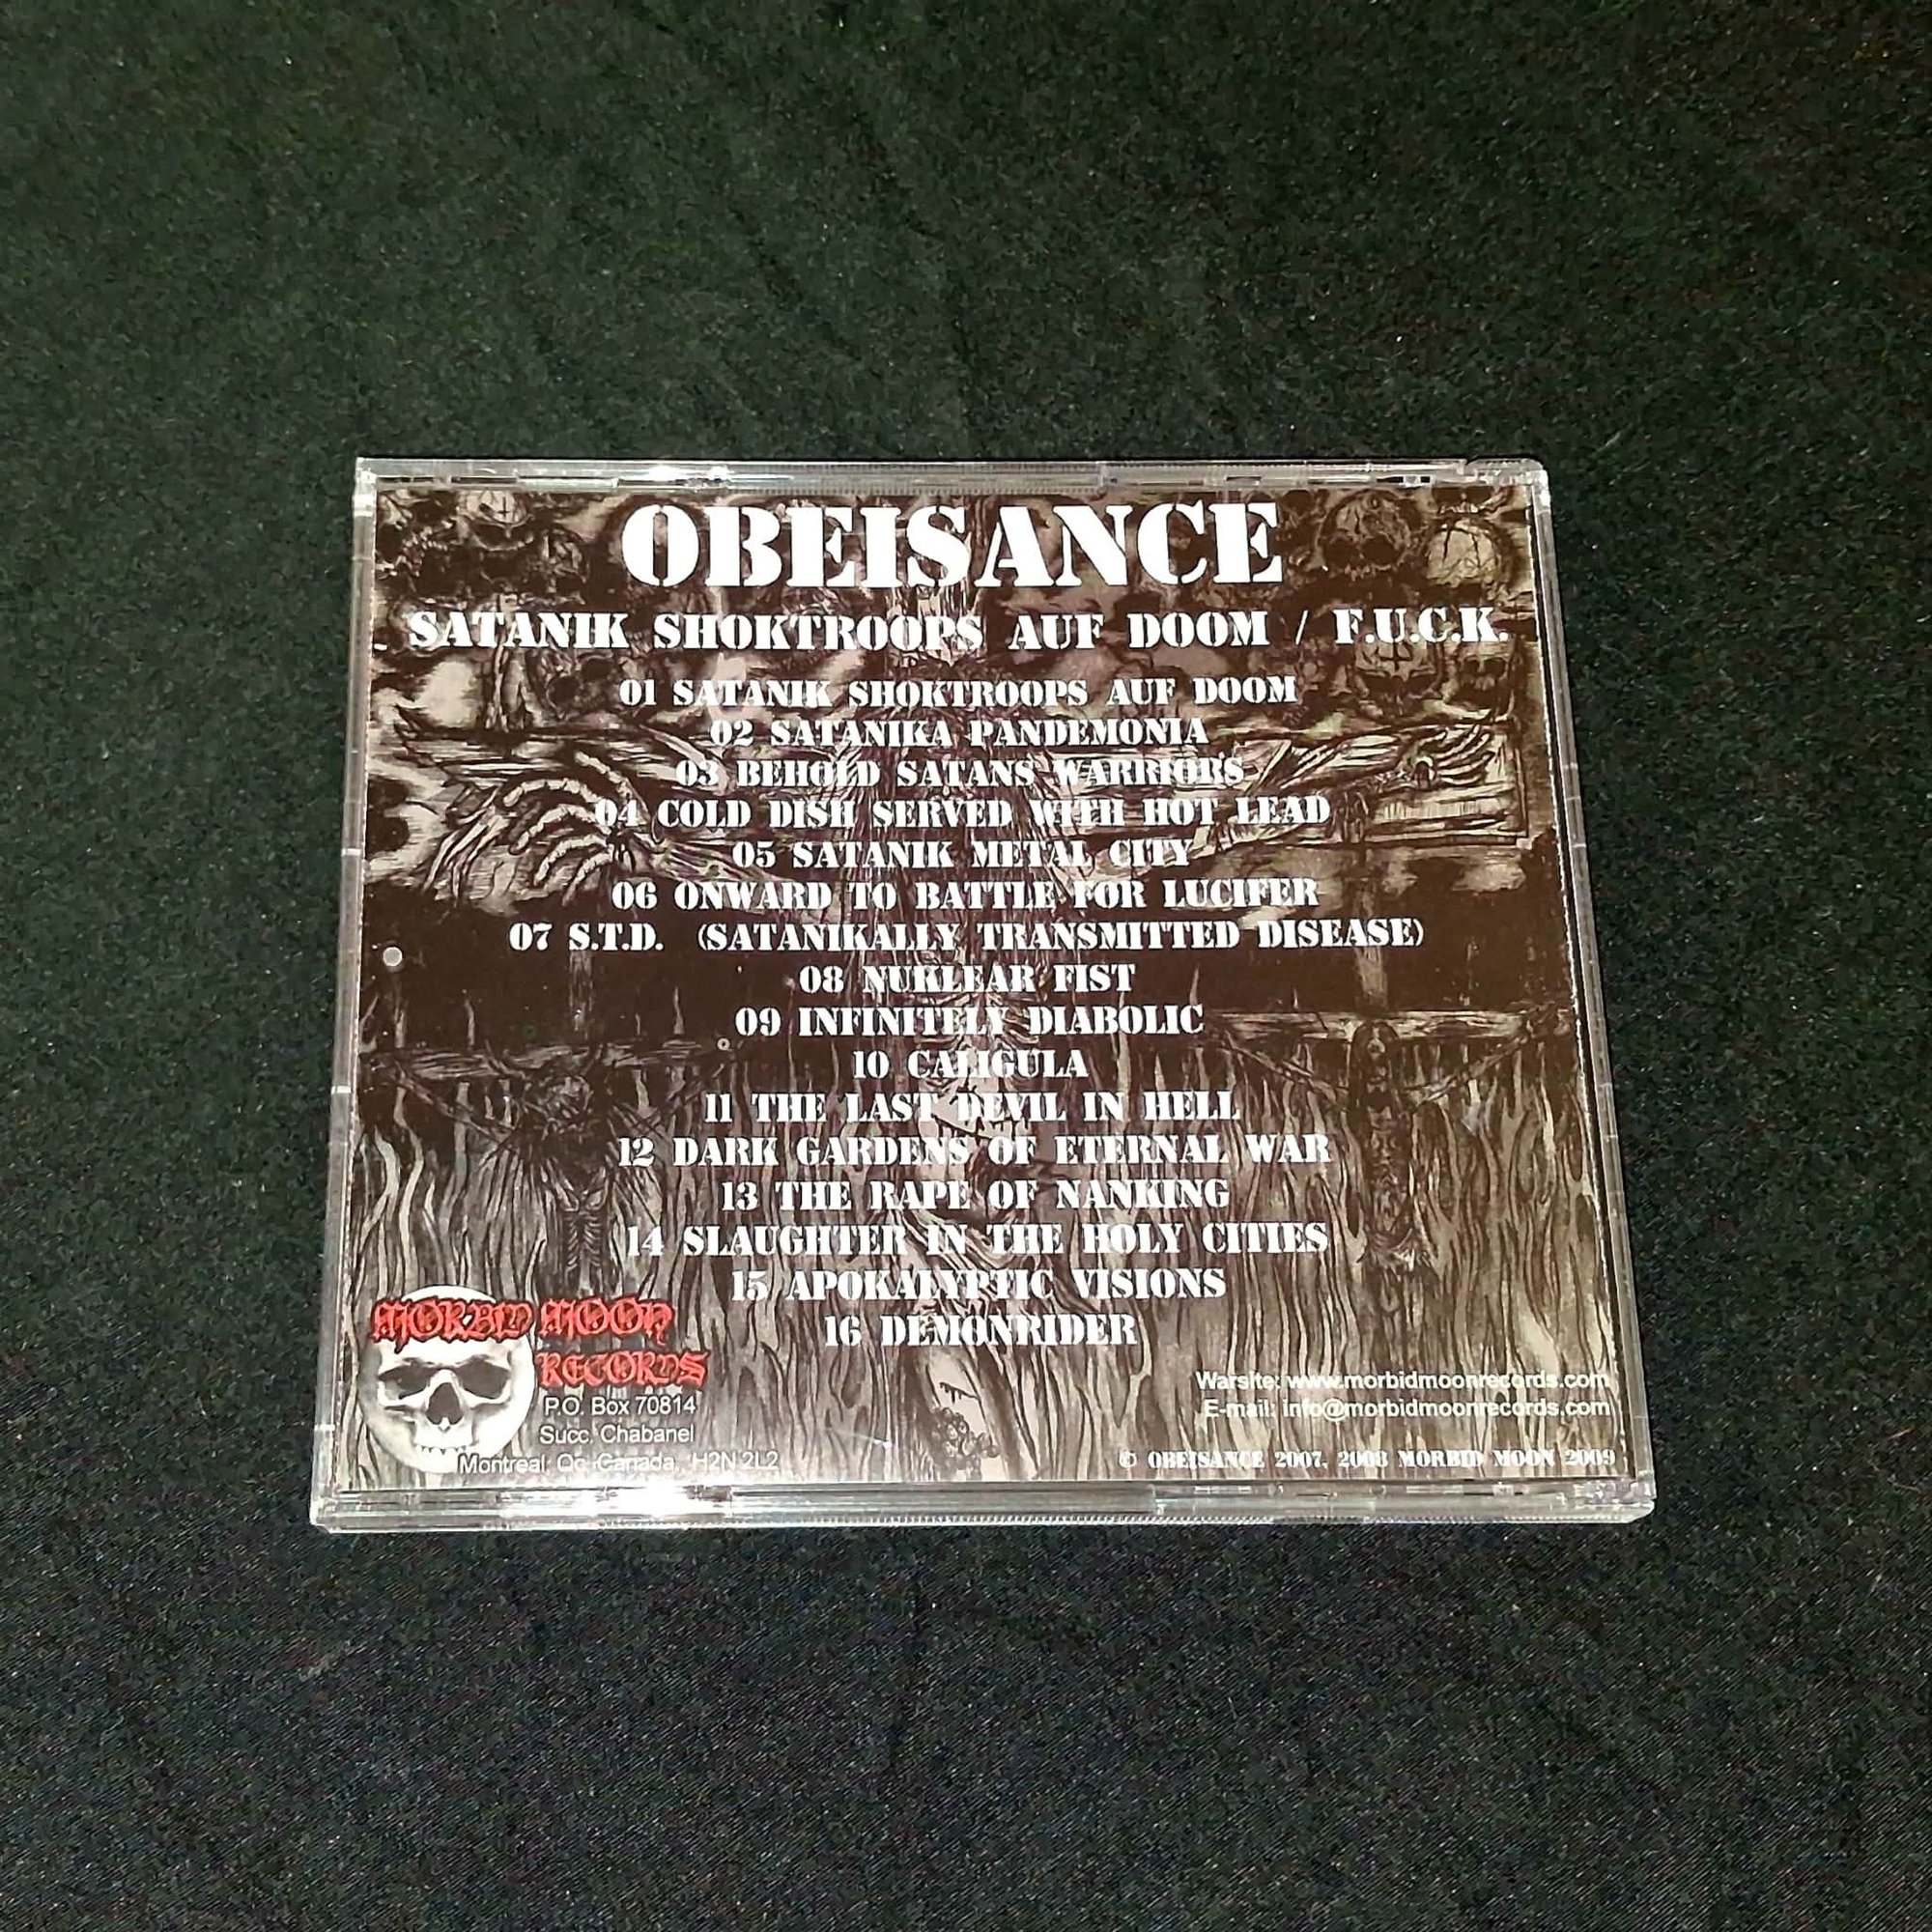 OBEISANCE
SATANIK SHOKTROOPS AUF DOOM / F.U.C.K.
01 SATANIK SHOKTROOPS AUF DOOM
02 SATANIKA PANDEMONIA
03 BEHOLD SATANS WARRIORS
04 COLD DISH SERVED WITH HOT LEAD
05 SATANIK METAL CITY
06 ONWARD TO BATTLE FOR LUCIFER
07 S.T.D. (SATANIKALLY TRANSMITTED DISEASE)
08 NUKLEAR FIST
09 INFINITELY DIABOLIC
10 CALIGULA
11 THE LAST DEVIL IN HELL
12 DARK GARDENS OF ETERNAL WAR
13 THE RAPE OF NANKING
14 SLAUGHTER IN THE HOLY CITIES
15 APOKALYPTIC VISIONS
16 DEMONRIDER
MORBID MOON
RECORDS
P.O. Box 70814
Succ. Chabanel
Montreal, Qc, Canada, H2N 2L2
Warsite: www.morbidmoonrecords.com
E-mail: info@morbidmoonrecords.com
© OBEISANCE 2007, 2008 MORBID MOON 2009